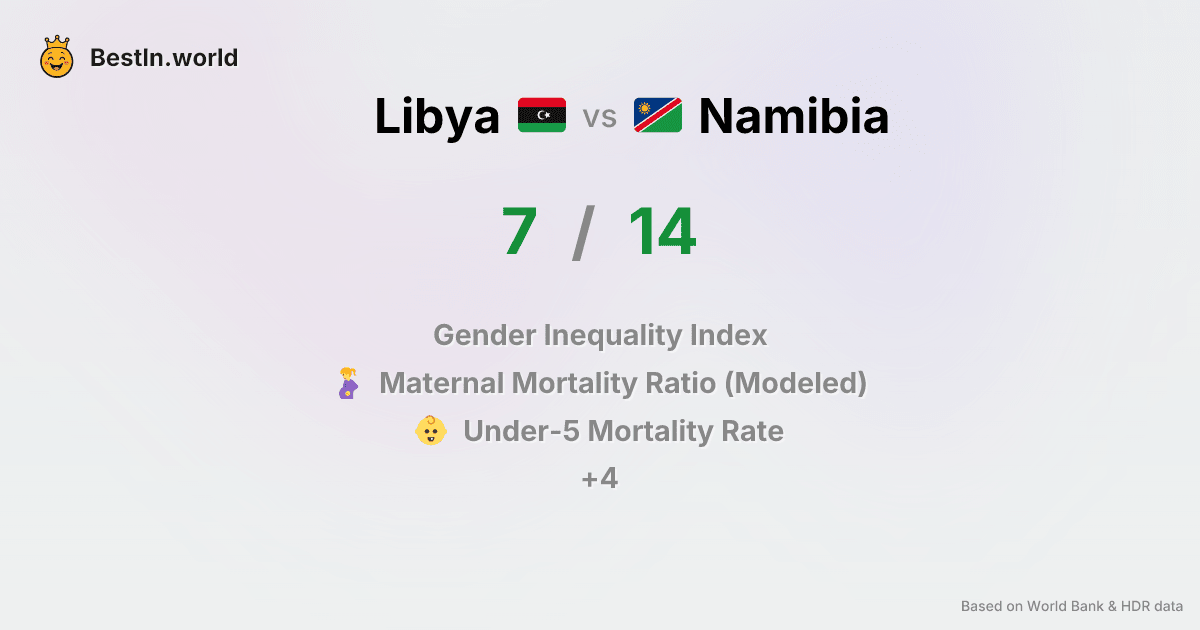 BestIn.world
Libya vs Namibia
7 / 14
Gender Inequality Index
Maternal Mortality Ratio (Modeled)
Under-5 Mortality Rate
+4
Based on World Bank & HDR data